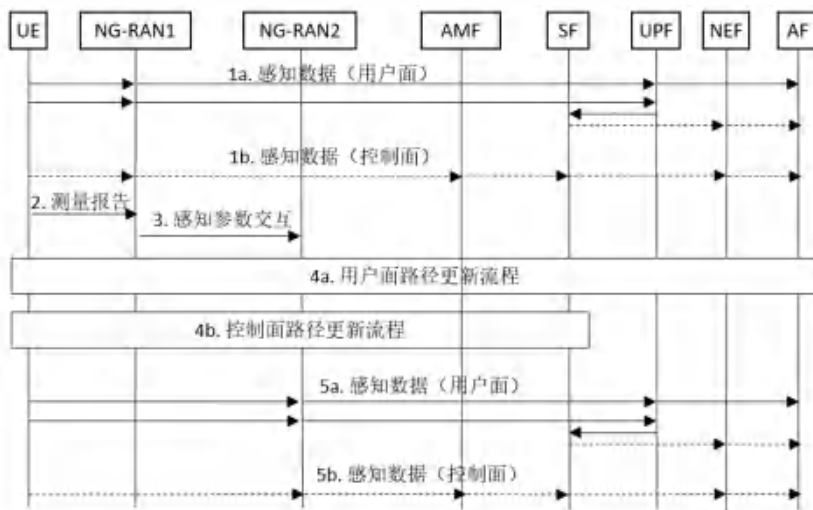 UE NG-RAN1 NG-RAN2 AMF SF UPF NEF AF
1a. 感知数据（用户面）
1b. 感知数据（控制面）
2. 测量报告
3. 感知参数交互
4a. 用户面路径更新流程
4b. 控制面路径更新流程
5a. 感知数据（用户面）
5b. 感知数据（控制面）